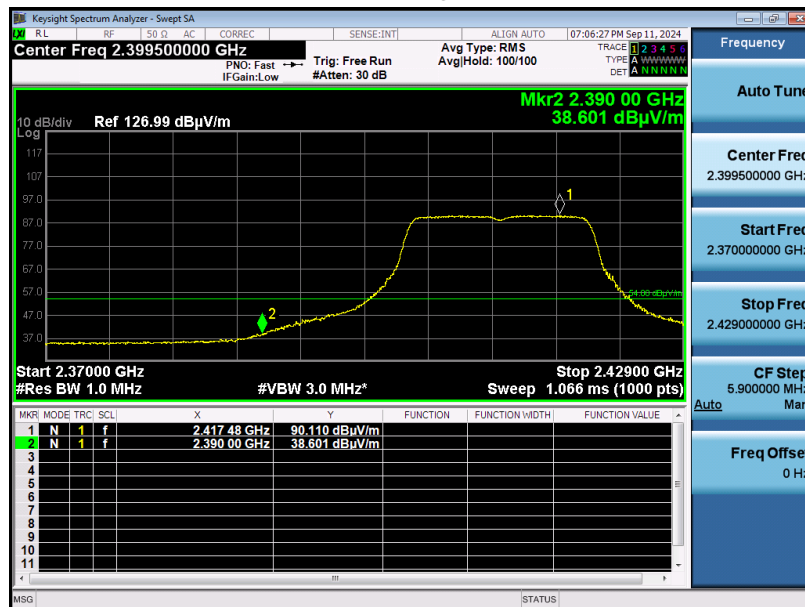 Keysight Spectrum Analyzer - Swept SA
LXI RL RF 50 Ω AC CORREC SENSE:INT ALIGN AUTO 07:06:27 PM Sep 11, 2024
Center Freq 2.399500000 GHz
PNO: Fast
IFGain:Low
Trig: Free Run
#Atten: 30 dB
Avg Type: RMS
Avg|Hold: 100/100
TRACE 1 2 3 4 5 6
TYPE A WWWWW
DET A N N N N N
Frequency
Mkr2 2.390 00 GHz
38.601 dBµV/m
10 dB/div Ref 126.99 dBµV/m
Log
117
107
97.0
87.0
77.0
67.0
57.0
47.0
37.0
1
2
54.00 dBµV/m
Start 2.37000 GHz Stop 2.42900 GHz
#Res BW 1.0 MHz #VBW 3.0 MHz* Sweep 1.066 ms (1000 pts)
MKR MODE TRC SCL X Y FUNCTION FUNCTION WIDTH FUNCTION VALUE
1 N 1 f 2.417 48 GHz 90.110 dBµV/m
2 N 1 f 2.390 00 GHz 38.601 dBµV/m
3
4
5
6
7
8
9
10
11
MSG STATUS
Auto Tune
Center Freq
2.399500000 GHz
Start Freq
2.370000000 GHz
Stop Freq
2.429000000 GHz
CF Step
5.900000 MHz
Auto Man
Freq Offset
0 Hz